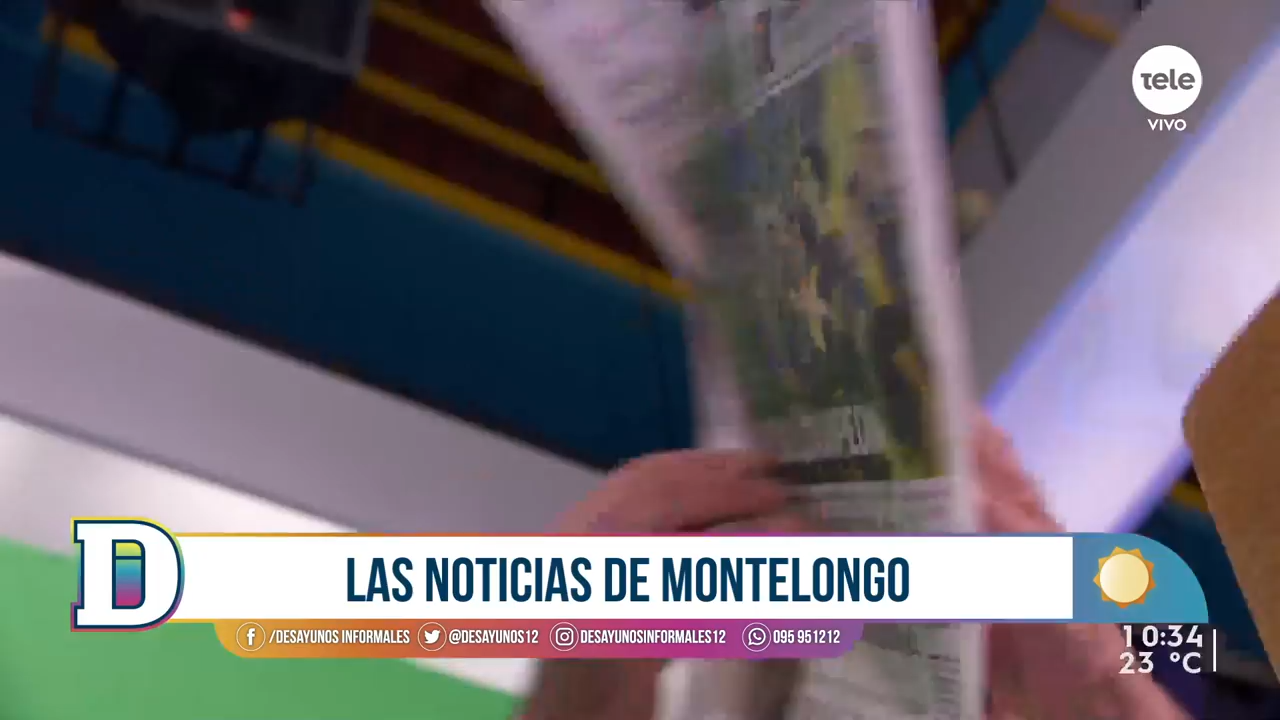 tele
VIVO
D
LAS NOTICIAS DE MONTELONGO
/DESAYUNOS INFORMALES @DESAYUNOS12 DESAYUNOSINFORMALES12 095 951212
10:34
23 °C